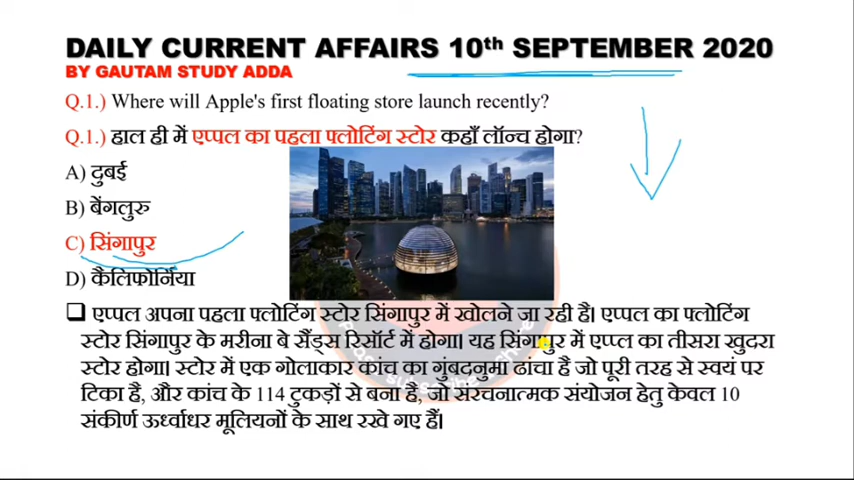 DAILY CURRENT AFFAIRS 10th SEPTEMBER 2020
BY GAUTAM STUDY ADDA
Q.1.) Where will Apple's first floating store launch recently?
Q.1.) हाल ही में एप्पल का पहला फ्लोटिंग स्टोर कहाँ लॉन्च होगा?
A) दुबई
B) बेंगलुरु
C) सिंगापुर
D) कैलिफोर्निया
एप्पल अपना पहला फ्लोटिंग स्टोर सिंगापुर में खोलने जा रही है। एप्पल का फ्लोटिंग
स्टोर सिंगापुर के मरीना बे सैंड्स रिसॉर्ट में होगा। यह सिंगापुर में एप्प्ल का तीसरा खुदरा
स्टोर होगा। स्टोर में एक गोलाकार कांच का गुंबदनुमा ढांचा है जो पूरी तरह से स्वयं पर
टिका है, और कांच के 114 टुकड़ों से बना है, जो संरचनात्मक संयोजन हेतु केवल 10
संकीर्ण ऊर्ध्वाधर मूलियनों के साथ रखे गए हैं।